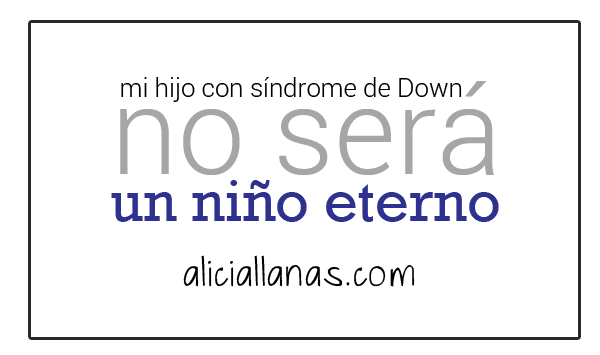 mi hijo con síndrome de Down
no será
un niño eterno
aliciallanas.com